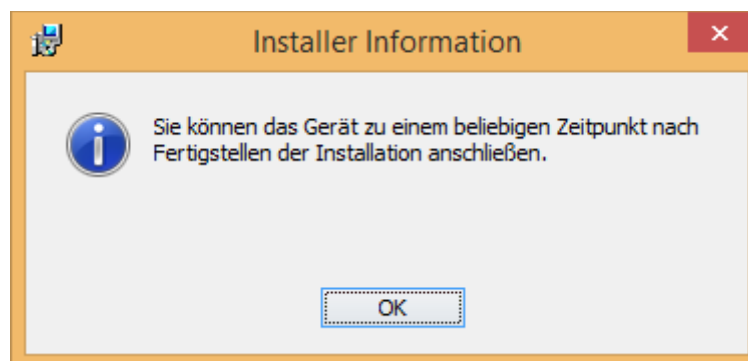 Installer Information
Sie können das Gerät zu einem beliebigen Zeitpunkt nach
Fertigstellen der Installation anschließen.
OK